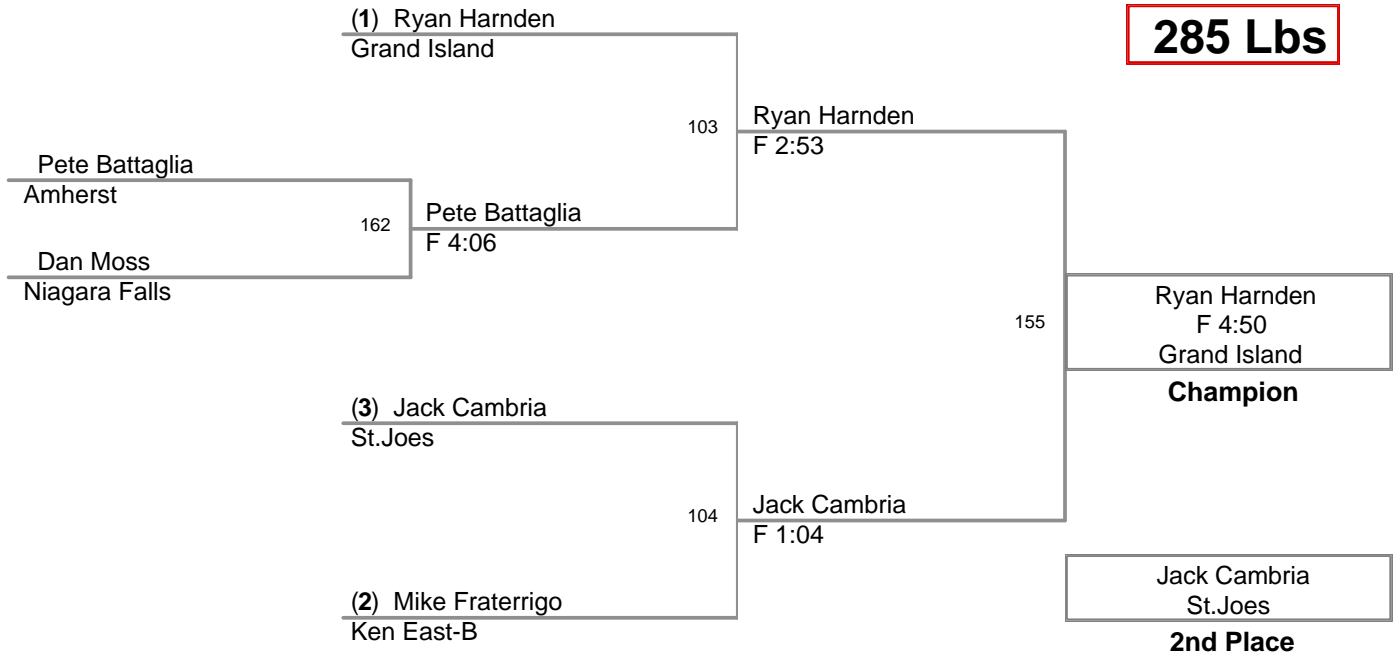 (1) Ryan Harnden
Grand Island
285 Lbs
103
Ryan Harnden
F 2:53
Pete Battaglia
Amherst
162
Pete Battaglia
F 4:06
Dan Moss
Niagara Falls
155
Ryan Harnden
F 4:50
Grand Island
Champion
(3) Jack Cambria
St.Joes
104
Jack Cambria
F 1:04
(2) Mike Fraterrigo
Ken East-B
Jack Cambria
St.Joes
2nd Place